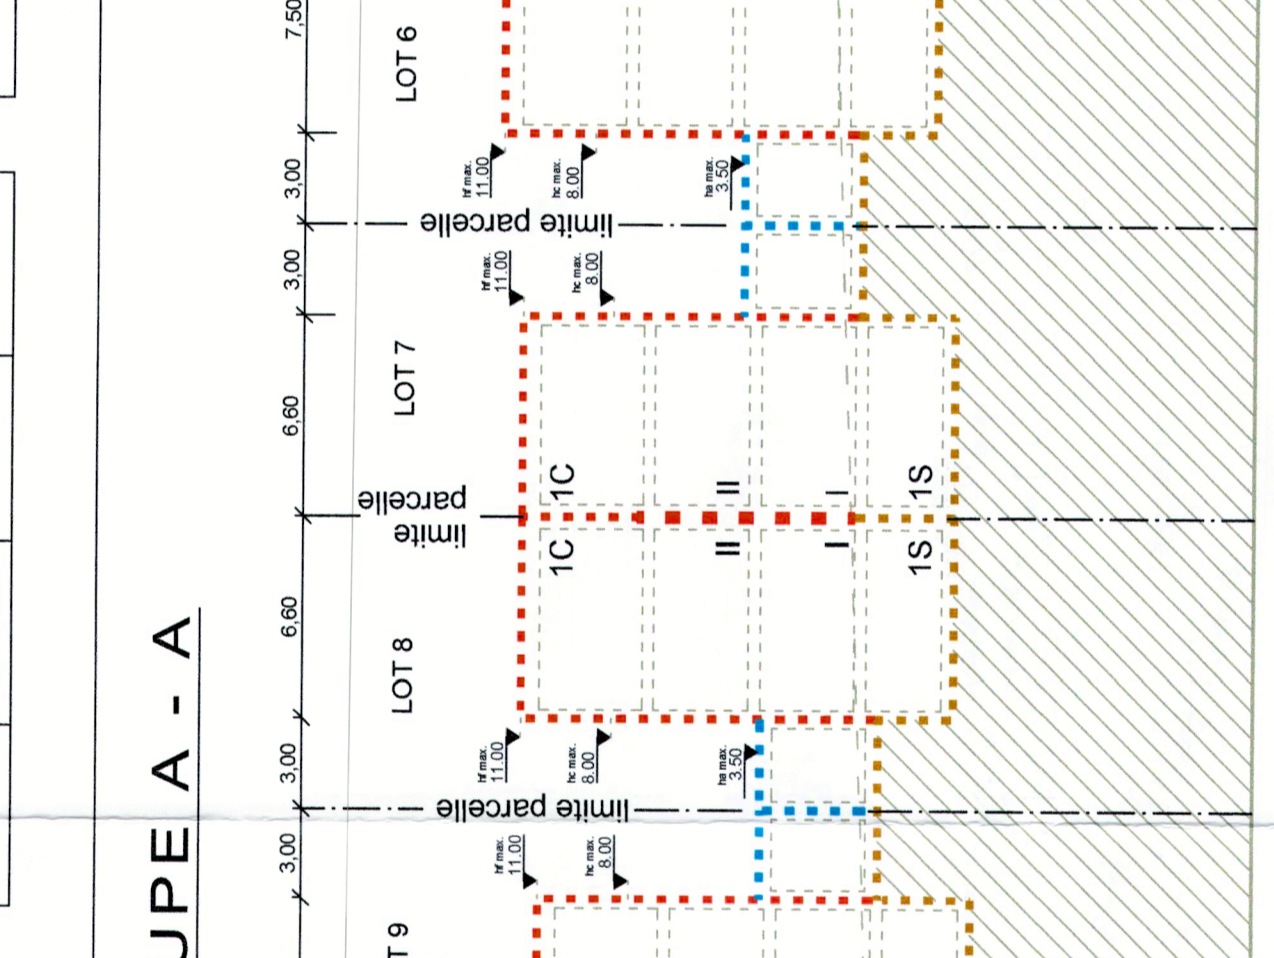 UPE A - A
3,00
3,00
6,60
6,60
3,00
3,00
7,50
T 9
LOT 8
LOT 7
LOT 6
limite
parcelle
limite parcelle
limite parcelle
hf max.
11.00
hf max.
11.00
hf max.
11.00
hf max.
11.00
hc max.
8.00
hc max.
8.00
hc max.
8.00
hc max.
8.00
1C
1C
ha max.
3.50
ha max.
3.50
II
II
I
I
1S
1S